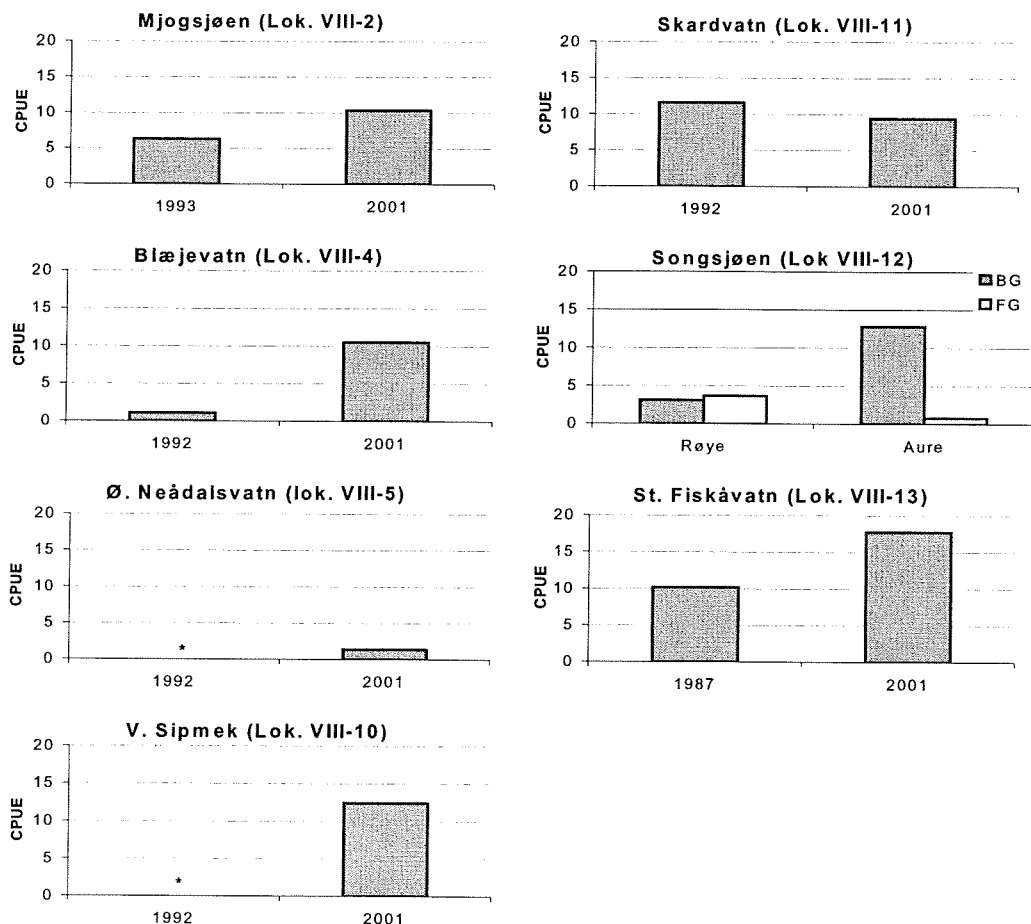 Mjogsjøen (Lok. VIII-2)
20
15
10
5
0
CPUE
1993 2001
Blæjevatn (Lok. VIII-4)
20
15
10
5
0
CPUE
1992 2001
Ø. Neådalsvatn (lok. VIII-5)
20
15
10
5
0
CPUE
*
1992 2001
V. Sipmek (Lok. VIII-10)
20
15
10
5
0
CPUE
*
1992 2001
Skardvatn (Lok. VIII-11)
20
15
10
5
0
CPUE
1992 2001
Songsjøen (Lok VIII-12)
20
15
10
5
0
CPUE
BG
FG
Røye Aure
St. Fiskåvatn (Lok. VIII-13)
20
15
10
5
0
CPUE
1987 2001